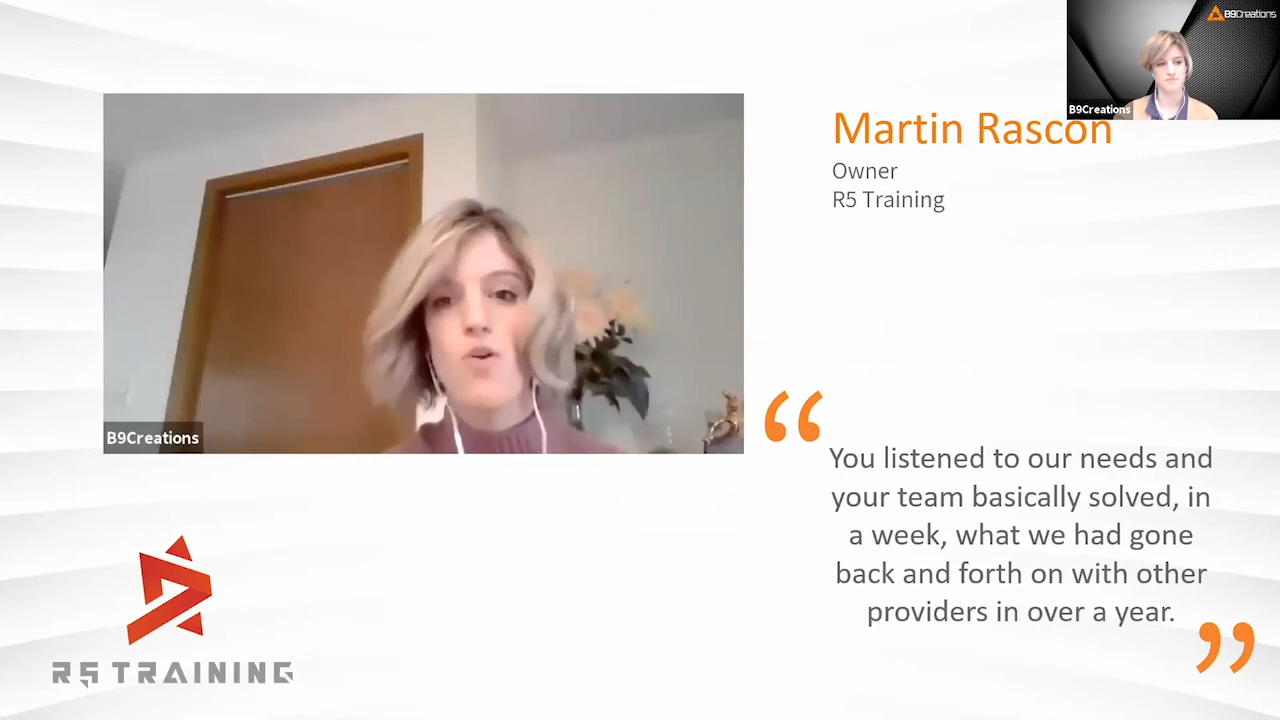 B9Creations
B9Creations
Martin Rascon
Owner
R5 Training
B9Creations
“
You listened to our needs and
your team basically solved, in
a week, what we had gone
back and forth on with other
providers in over a year.
”
R5 TRAINING